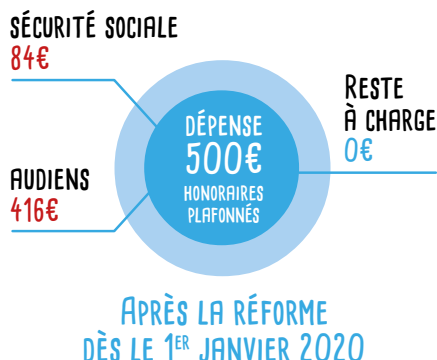 SÉCURITÉ SOCIALE
84€
AUDIENS
416€
DÉPENSE
500€
HONORAIRES
PLAFONNÉS
RESTE
À CHARGE
0€
APRÈS LA RÉFORME
DÈS LE 1ER JANVIER 2020